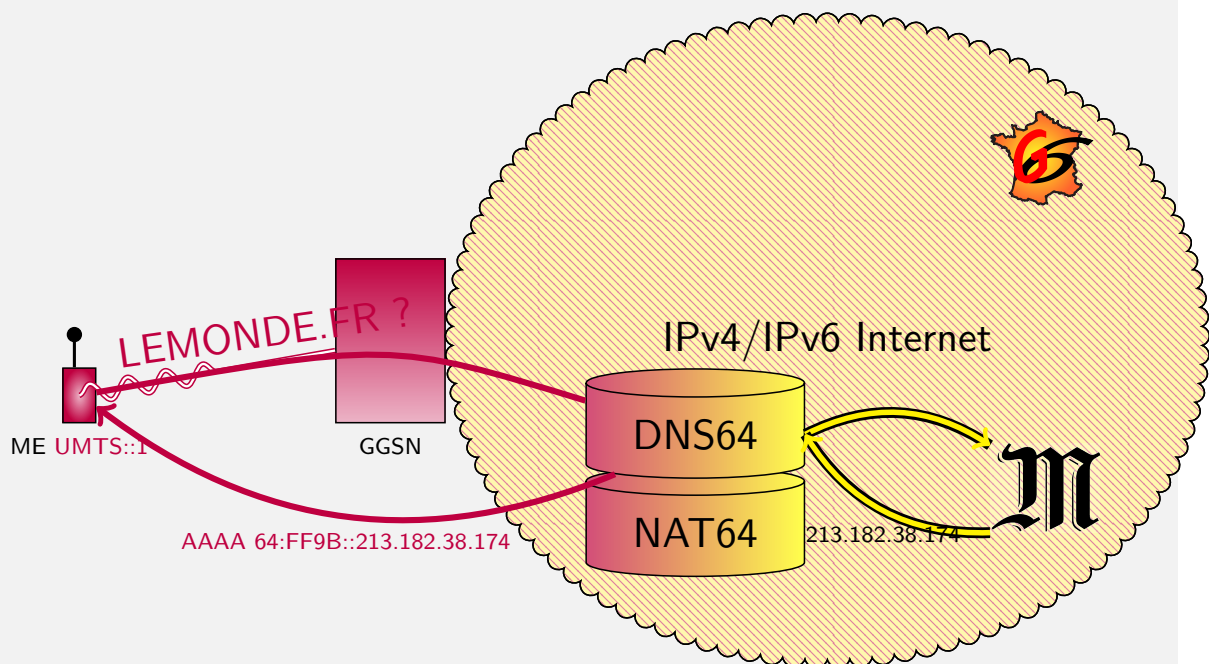 G6
LEMONDE.FR ?
IPv4/IPv6 Internet
DNS64
ME UMTS::1
GGSN
M
NAT64
213.182.38.174
AAAA 64:FF9B::213.182.38.174